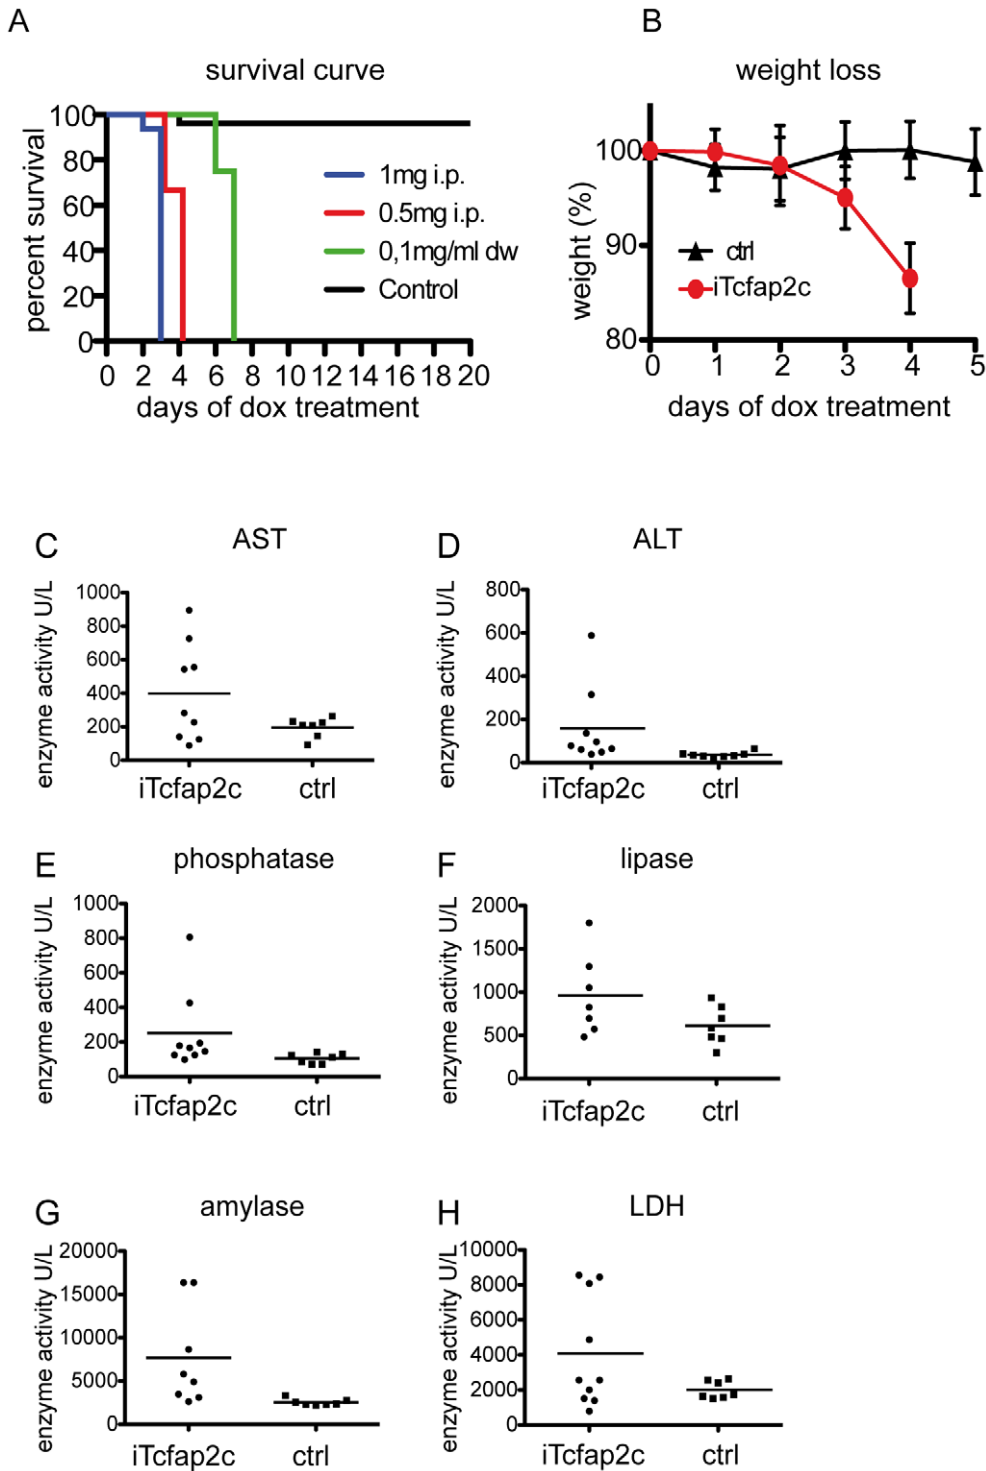 A
B
survival curve
weight loss
percent survival
100
80
60
40
20
0
1mg i.p.
0.5mg i.p.
0,1mg/ml dw
Control
0 2 4 6 8 10 12 14 16 18 20
days of dox treatment
weight (%)
100
90
80
ctrl
iTcfap2c
0 1 2 3 4 5
days of dox treatment
C
AST
enzyme activity U/L
1000
800
600
400
200
0
iTcfap2c ctrl
D
ALT
enzyme activity U/L
800
600
400
200
0
iTcfap2c ctrl
E
phosphatase
enzyme activity U/L
1000
800
600
400
200
0
iTcfap2c ctrl
F
lipase
enzyme activity U/L
2000
1500
1000
500
0
iTcfap2c ctrl
G
amylase
enzyme activity U/L
20000
15000
10000
5000
0
iTcfap2c ctrl
H
LDH
enzyme activity U/L
10000
8000
6000
4000
2000
0
iTcfap2c ctrl